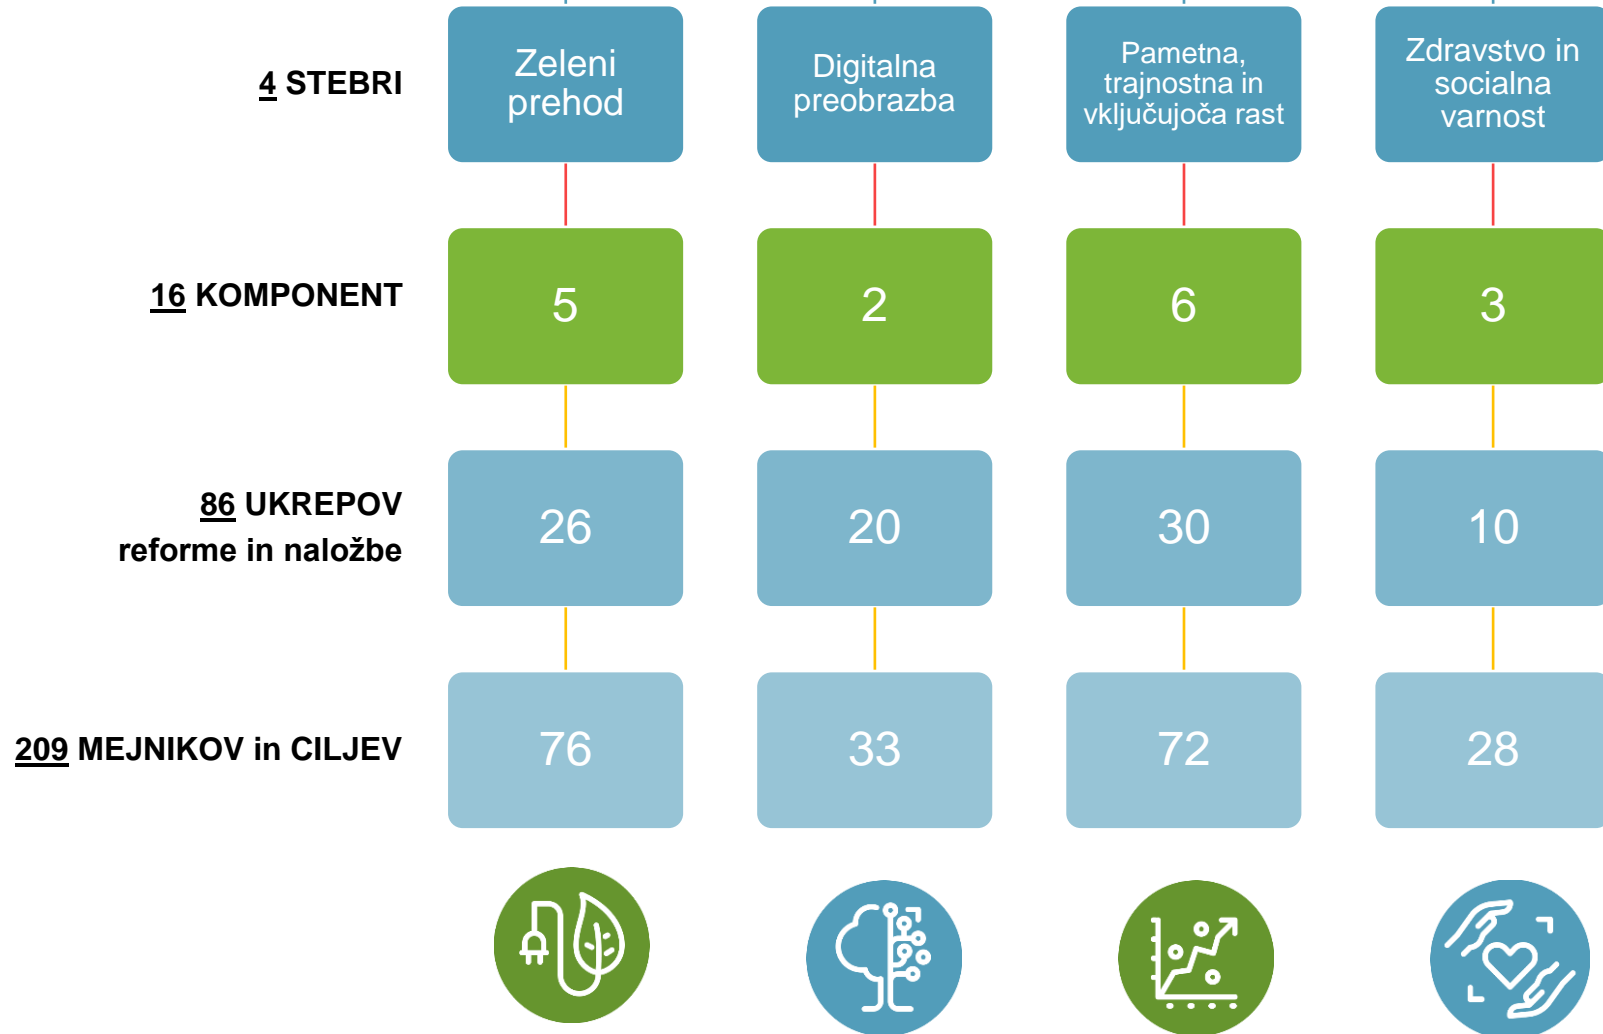 4 STEBRI
Zeleni
prehod
Digitalna
preobrazba
Pametna,
trajnostna in
vključujoča rast
Zdravstvo in
socialna
varnost
16 KOMPONENT
5
2
6
3
86 UKREPOV
reforme in naložbe
26
20
30
10
209 MEJNIKOV in CILJEV
76
33
72
28